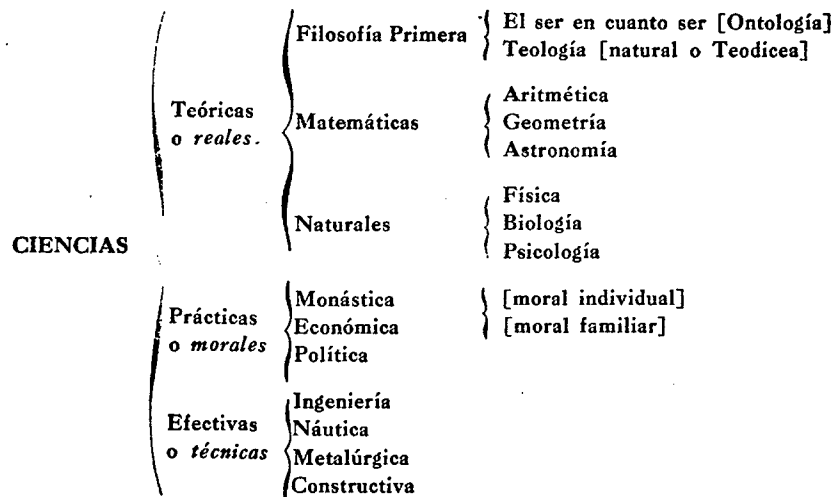 Filosofía Primera
El ser en cuanto ser [Ontología]
Teología [natural o Teodicea]
Teóricas
o reales.
Matemáticas
Aritmética
Geometría
Astronomía
Naturales
Física
Biología
Psicología
CIENCIAS
Prácticas
o morales
Monástica
[moral individual]
Económica
[moral familiar]
Política
Efectivas
o técnicas
Ingeniería
Náutica
Metalúrgica
Constructiva